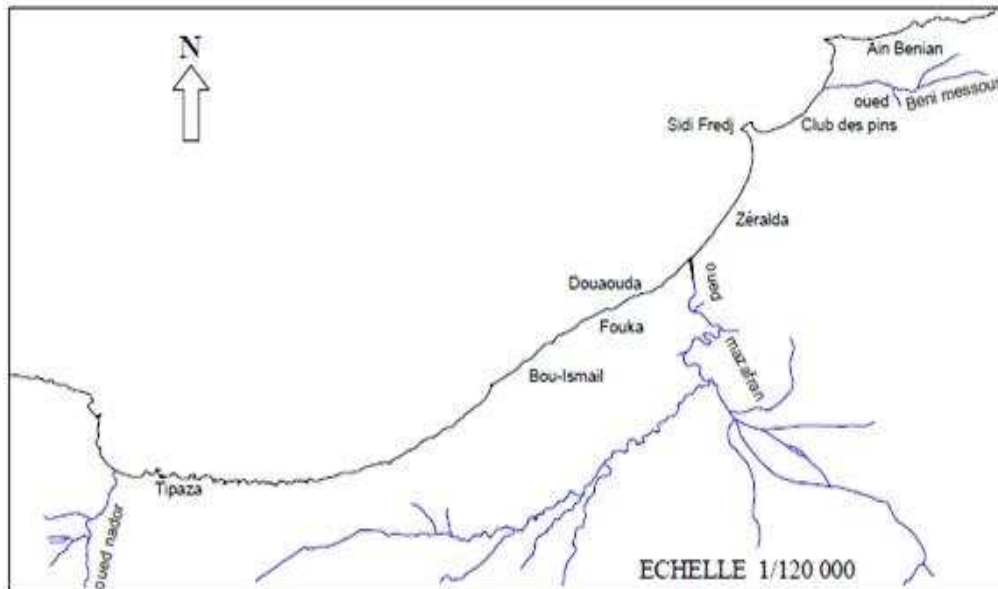 N
Ain Benian
oued Beni messous
Sidi Fredj
Club des pins
Zéralda
oued mazafran
Douaouda
Fouka
Bou-Ismail
Tipaza
oued nador
ECHELLE 1/120 000